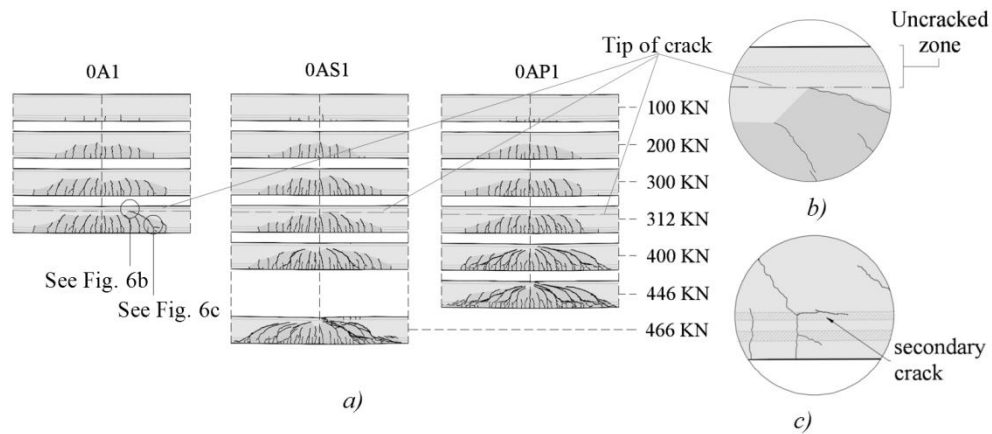 0A1
0AS1
0AP1
Tip of crack
Uncracked
zone
100 KN
200 KN
300 KN
312 KN
400 KN
446 KN
466 KN
See Fig. 6b
See Fig. 6c
a)
b)
secondary
crack
c)